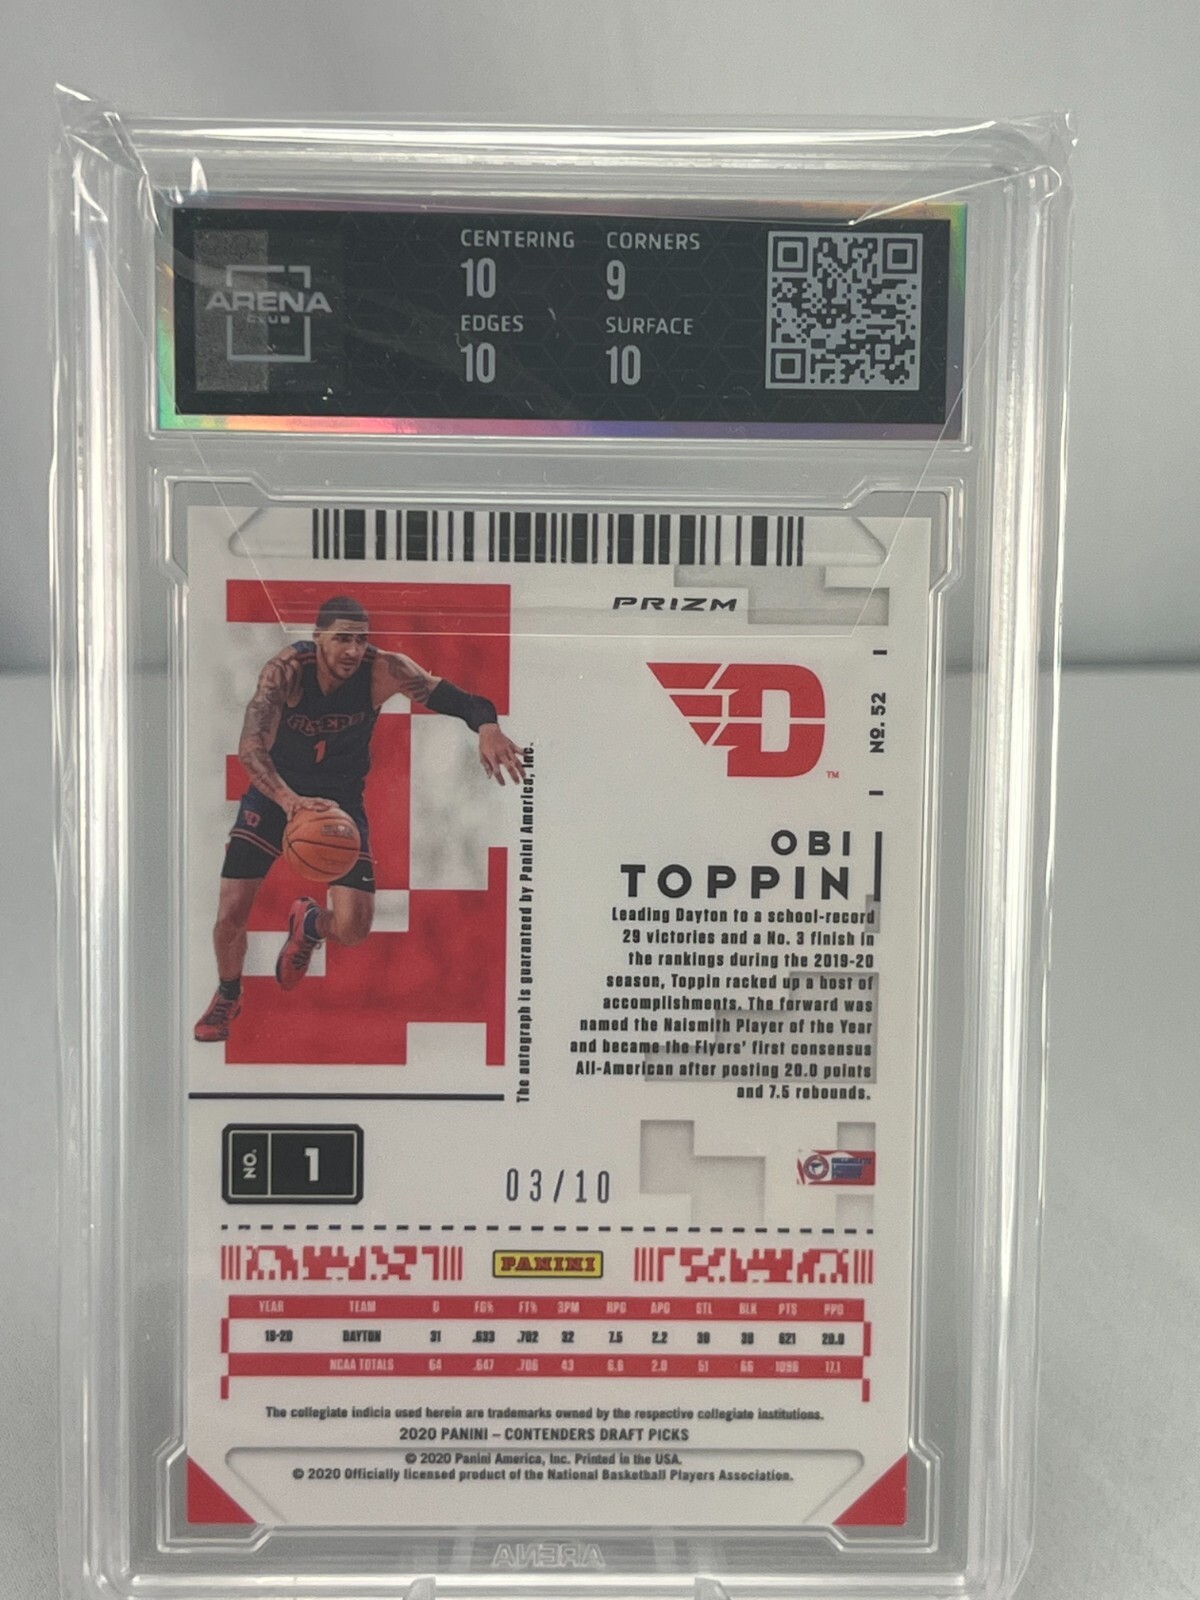 CENTERING CORNERS
10 9
EDGES SURFACE
10 10
ARENA
CLUB
PRIZM
D
TM
No. 52
FLYERS
1
OBI
TOPPIN
Leading Dayton to a school-record
29 victories and a No. 3 finish in
the rankings during the 2019-20
season, Toppin racked up a host of
accomplishments. The forward was
named the Naismith Player of the Year
and became the Flyers' first consensus
All-American after posting 20.0 points
and 7.5 rebounds.
The autograph is guaranteed by Panini America, Inc.
NO. 1
03/10
PANINI
YEAR TEAM G FG% FT% 3PM RPG APG STL BLK PTS PPG
19-20 DAYTON 31 .633 .702 32 7.5 2.2 30 38 621 20.0
NCAA TOTALS 64 .647 .706 43 6.6 2.0 51 66 1096 17.1
The collegiate indicia used herein are trademarks owned by the respective collegiate institutions.
2020 PANINI – CONTENDERS DRAFT PICKS
© 2020 Panini America, Inc. Printed in the USA.
© 2020 Officially licensed product of the National Basketball Players Association.
ARENA